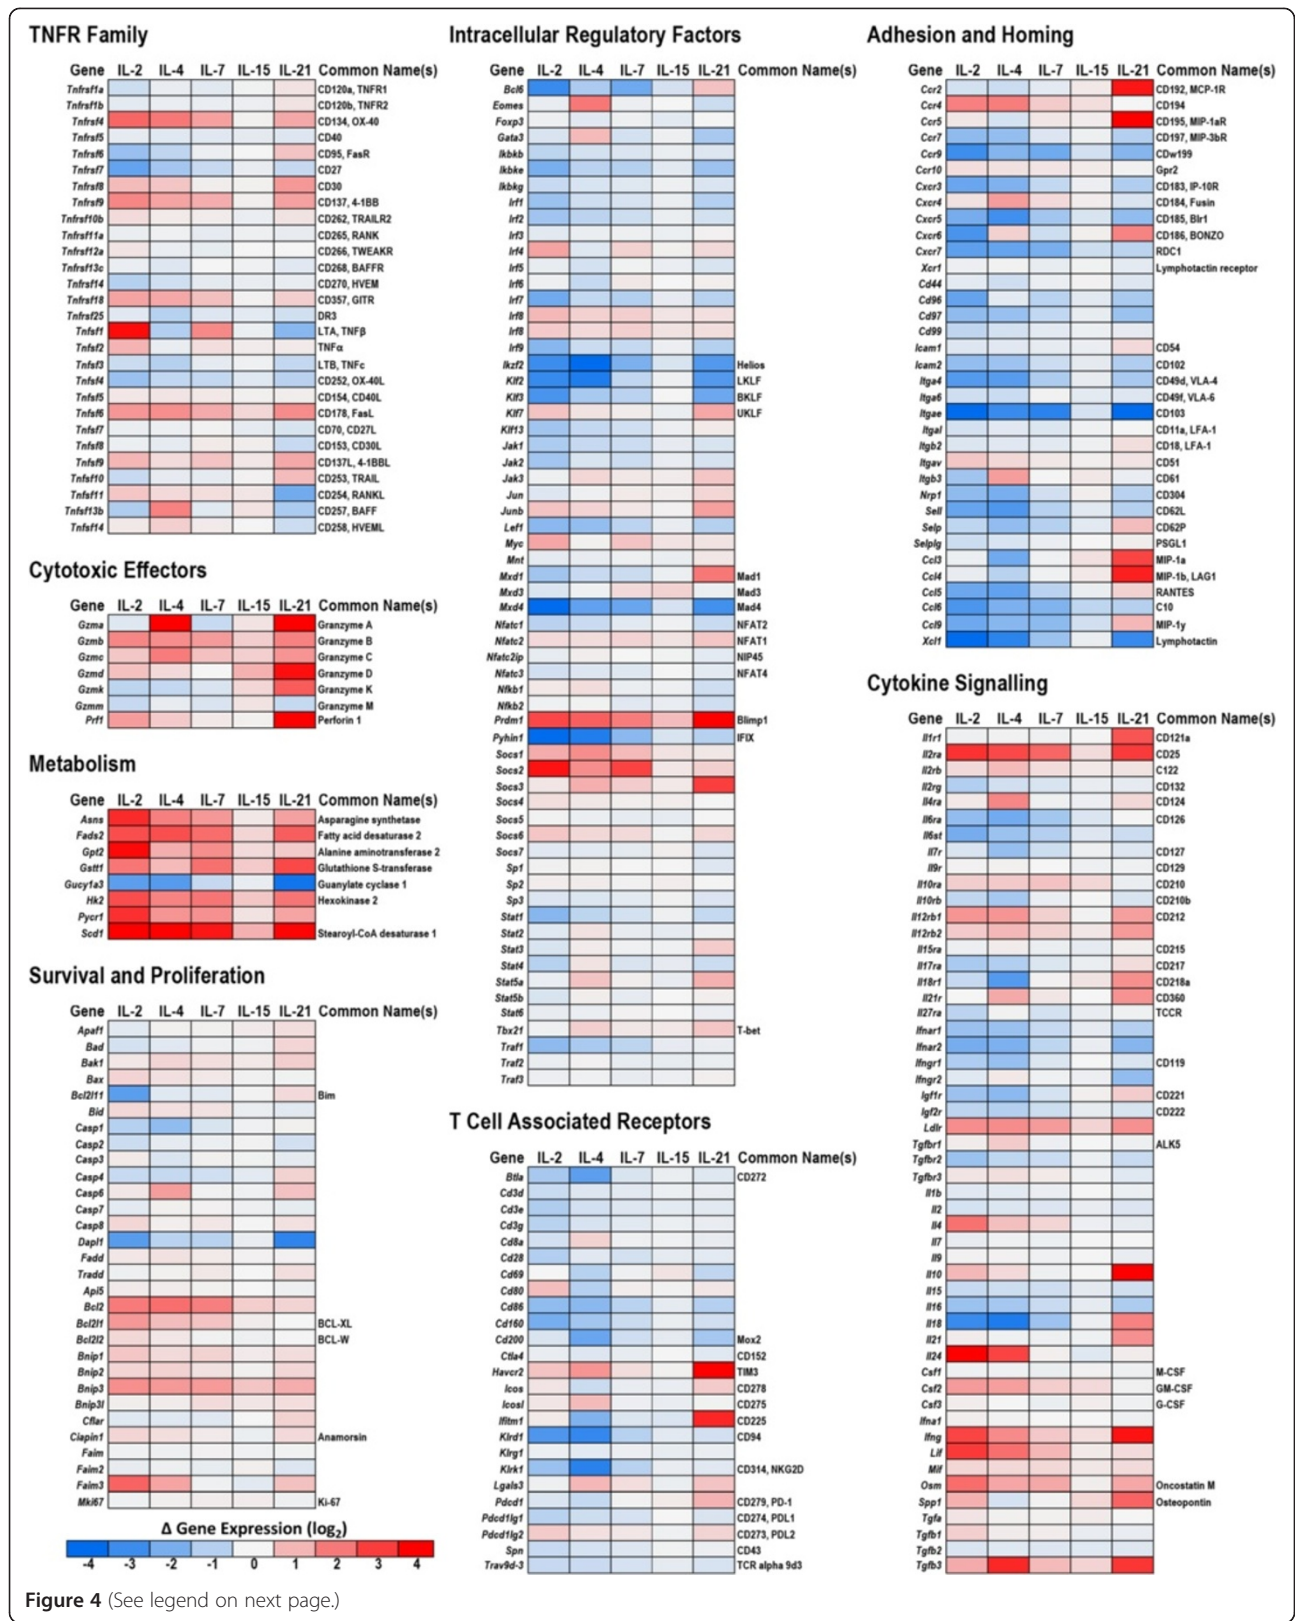 TNFR Family
Gene IL-2 IL-4 IL-7 IL-15 IL-21 Common Name(s)
Tnfrsf1a CD120a, TNFR1
Tnfrsf1b CD120b, TNFR2
Tnfrsf4 CD134, OX-40
Tnfrsf5 CD40
Tnfrsf6 CD95, FasR
Tnfrsf7 CD27
Tnfrsf8 CD30
Tnfrsf9 CD137, 4-1BB
Tnfrsf10b CD262, TRAILR2
Tnfrsf11a CD265, RANK
Tnfrsf12a CD266, TWEAKR
Tnfrsf13c CD268, BAFFR
Tnfrsf14 CD270, HVEM
Tnfrsf18 CD357, GITR
Tnfrsf25 DR3
Tnfsf1 LTA, TNFβ
Tnfsf2 TNFα
Tnfsf3 LTB, TNFc
Tnfsf4 CD252, OX-40L
Tnfsf5 CD154, CD40L
Tnfsf6 CD178, FasL
Tnfsf7 CD70, CD27L
Tnfsf8 CD153, CD30L
Tnfsf9 CD137L, 4-1BBL
Tnfsf10 CD253, TRAIL
Tnfsf11 CD254, RANKL
Tnfsf13b CD257, BAFF
Tnfsf14 CD258, HVEML
Cytotoxic Effectors
Gene IL-2 IL-4 IL-7 IL-15 IL-21 Common Name(s)
Gzma Granzyme A
Gzmb Granzyme B
Gzmc Granzyme C
Gzmd Granzyme D
Gzmk Granzyme K
Gzmm Granzyme M
Prf1 Perforin 1
Metabolism
Gene IL-2 IL-4 IL-7 IL-15 IL-21 Common Name(s)
Asns Asparagine synthetase
Fads2 Fatty acid desaturase 2
Gpt2 Alanine aminotransferase 2
Gstt1 Glutathione S-transferase
Gucy1a3 Guanylate cyclase 1
Hk2 Hexokinase 2
Pycr1
Scd1 Stearoyl-CoA desaturase 1
Survival and Proliferation
Gene IL-2 IL-4 IL-7 IL-15 IL-21 Common Name(s)
Apaf1
Bad
Bak1
Bax
Bcl2l11 Bim
Bid
Casp1
Casp2
Casp3
Casp4
Casp6
Casp7
Casp8
Dapl1
Fadd
Tradd
Api5
Bcl2
Bcl2l1 BCL-XL
Bcl2l2 BCL-W
Bnip1
Bnip2
Bnip3
Bnip3l
Cflar
Ciapin1 Anamorsin
Faim
Faim2
Faim3
Mki67 Ki-67
Δ Gene Expression (log2)
-4 -3 -2 -1 0 1 2 3 4
Intracellular Regulatory Factors
Gene IL-2 IL-4 IL-7 IL-15 IL-21 Common Name(s)
Bcl6
Eomes
Foxp3
Gata3
Ikbkb
Ikbke
Ikbkg
Irf1
Irf2
Irf3
Irf4
Irf5
Irf6
Irf7
Irf8
Irf8
Irf9
Ikzf2 Helios
Klf2 LKLF
Klf3 BKLF
Klf7 UKLF
Klf13
Jak1
Jak2
Jak3
Jun
Junb
Lef1
Myc
Mnt
Mxd1 Mad1
Mxd3 Mad3
Mxd4 Mad4
Nfatc1 NFAT2
Nfatc2 NFAT1
Nfatc2ip NIP45
Nfatc3 NFAT4
Nfkb1
Nfkb2
Prdm1 Blimp1
Pyhin1 IFIX
Socs1
Socs2
Socs3
Socs4
Socs5
Socs6
Socs7
Sp1
Sp2
Sp3
Stat1
Stat2
Stat3
Stat4
Stat5a
Stat5b
Stat6
Tbx21 T-bet
Traf1
Traf2
Traf3
T Cell Associated Receptors
Gene IL-2 IL-4 IL-7 IL-15 IL-21 Common Name(s)
Btla CD272
Cd3d
Cd3e
Cd3g
Cd8a
Cd28
Cd69
Cd80
Cd86
Cd160
Cd200 Mox2
Ctla4 CD152
Havcr2 TIM3
Icos CD278
Icosl CD275
Ifitm1 CD225
Klrd1 CD94
Klrg1
Klrk1 CD314, NKG2D
Lgals3
Pdcd1 CD279, PD-1
Pdcd1lg1 CD274, PDL1
Pdcd1lg2 CD273, PDL2
Spn CD43
Trav9d-3 TCR alpha 9d3
Adhesion and Homing
Gene IL-2 IL-4 IL-7 IL-15 IL-21 Common Name(s)
Ccr2 CD192, MCP-1R
Ccr4 CD194
Ccr5 CD195, MIP-1aR
Ccr7 CD197, MIP-3bR
Ccr9 CDw199
Ccr10 Gpr2
Cxcr3 CD183, IP-10R
Cxcr4 CD184, Fusin
Cxcr5 CD185, Blr1
Cxcr6 CD186, BONZO
Cxcr7 RDC1
Xcr1 Lymphotactin receptor
Cd44
Cd96
Cd97
Cd99
Icam1 CD54
Icam2 CD102
Itga4 CD49d, VLA-4
Itga6 CD49f, VLA-6
Itgae CD103
Itgal CD11a, LFA-1
Itgb2 CD18, LFA-1
Itgav CD51
Itgb3 CD61
Nrp1 CD304
Sell CD62L
Selp CD62P
Selplg PSGL1
Ccl3 MIP-1a
Ccl4 MIP-1b, LAG1
Ccl5 RANTES
Ccl6 C10
Ccl9 MIP-1y
Xcl1 Lymphotactin
Cytokine Signalling
Gene IL-2 IL-4 IL-7 IL-15 IL-21 Common Name(s)
Il1r1 CD121a
Il2ra CD25
Il2rb C122
Il2rg CD132
Il4ra CD124
Il6ra CD126
Il6st
Il7r CD127
Il9r CD129
Il10ra CD210
Il10rb CD210b
Il12rb1 CD212
Il12rb2
Il15ra CD215
Il17ra CD217
Il18r1 CD218a
Il21r CD360
Il27ra TCCR
Ifnar1
Ifnar2
Ifngr1 CD119
Ifngr2
Igf1r CD221
Igf2r CD222
Ldlr
Tgfbr1 ALK5
Tgfbr2
Tgfbr3
Il1b
Il2
Il4
Il7
Il9
Il10
Il15
Il16
Il18
Il21
Il24
Csf1 M-CSF
Csf2 GM-CSF
Csf3 G-CSF
Ifna1
Ifng
Lif
Mif
Osm Oncostatin M
Spp1 Osteopontin
Tgfa
Tgfb1
Tgfb2
Tgfb3
Figure 4 (See legend on next page.)